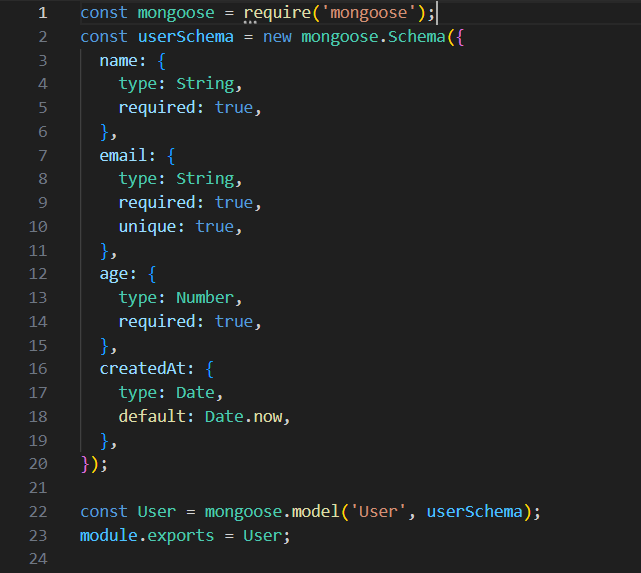 1 const mongoose = require('mongoose');
2 const userSchema = new mongoose.Schema({
3   name: {
4     type: String,
5     required: true,
6   },
7   email: {
8     type: String,
9     required: true,
10     unique: true,
11   },
12   age: {
13     type: Number,
14     required: true,
15   },
16   createdAt: {
17     type: Date,
18     default: Date.now,
19   },
20 });
21
22 const User = mongoose.model('User', userSchema);
23 module.exports = User;
24